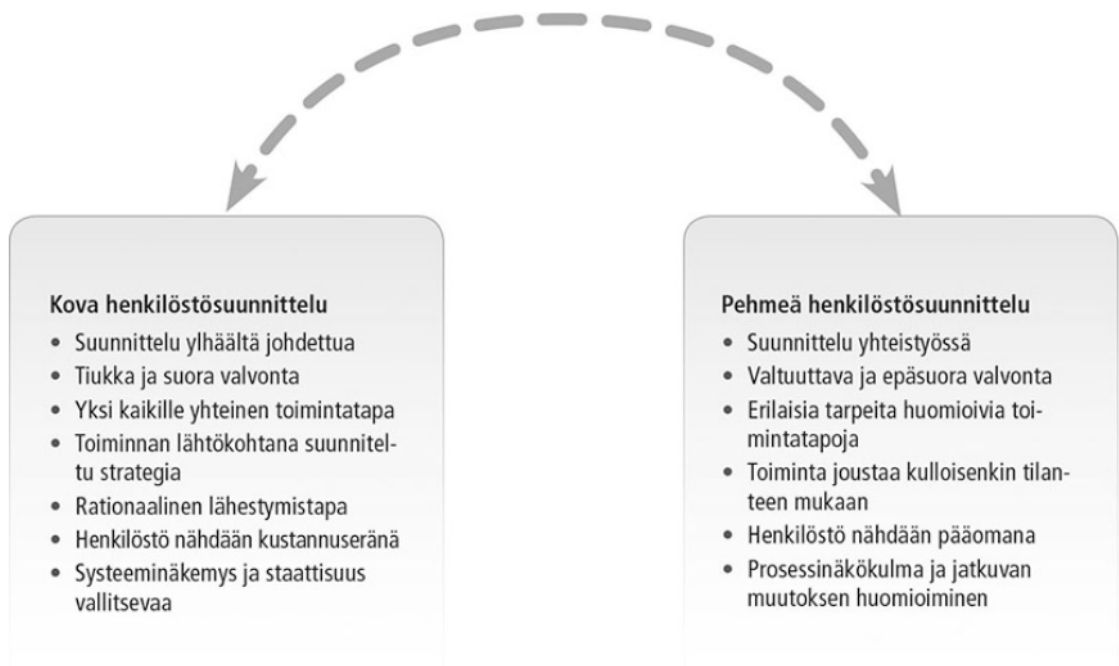 Kova henkilöstösuunnittelu
• Suunnittelu ylhäältä johdettua
• Tiukka ja suora valvonta
• Yksi kaikille yhteinen toimintatapa
• Toiminnan lähtökohtana suunnitel-
tu strategia
• Rationaalinen lähestymistapa
• Henkilöstö nähdään kustannuseränä
• Systeeminäkemys ja staattisuus
vallitsevaa
Pehmeä henkilöstösuunnittelu
• Suunnittelu yhteistyössä
• Valtuuttava ja epäsuora valvonta
• Erilaisia tarpeita huomioivia toi-
mintatapoja
• Toiminta joustaa kulloisenkin tilan-
teen mukaan
• Henkilöstö nähdään pääomana
• Prosessinäkökulma ja jatkuvan
muutoksen huomioiminen